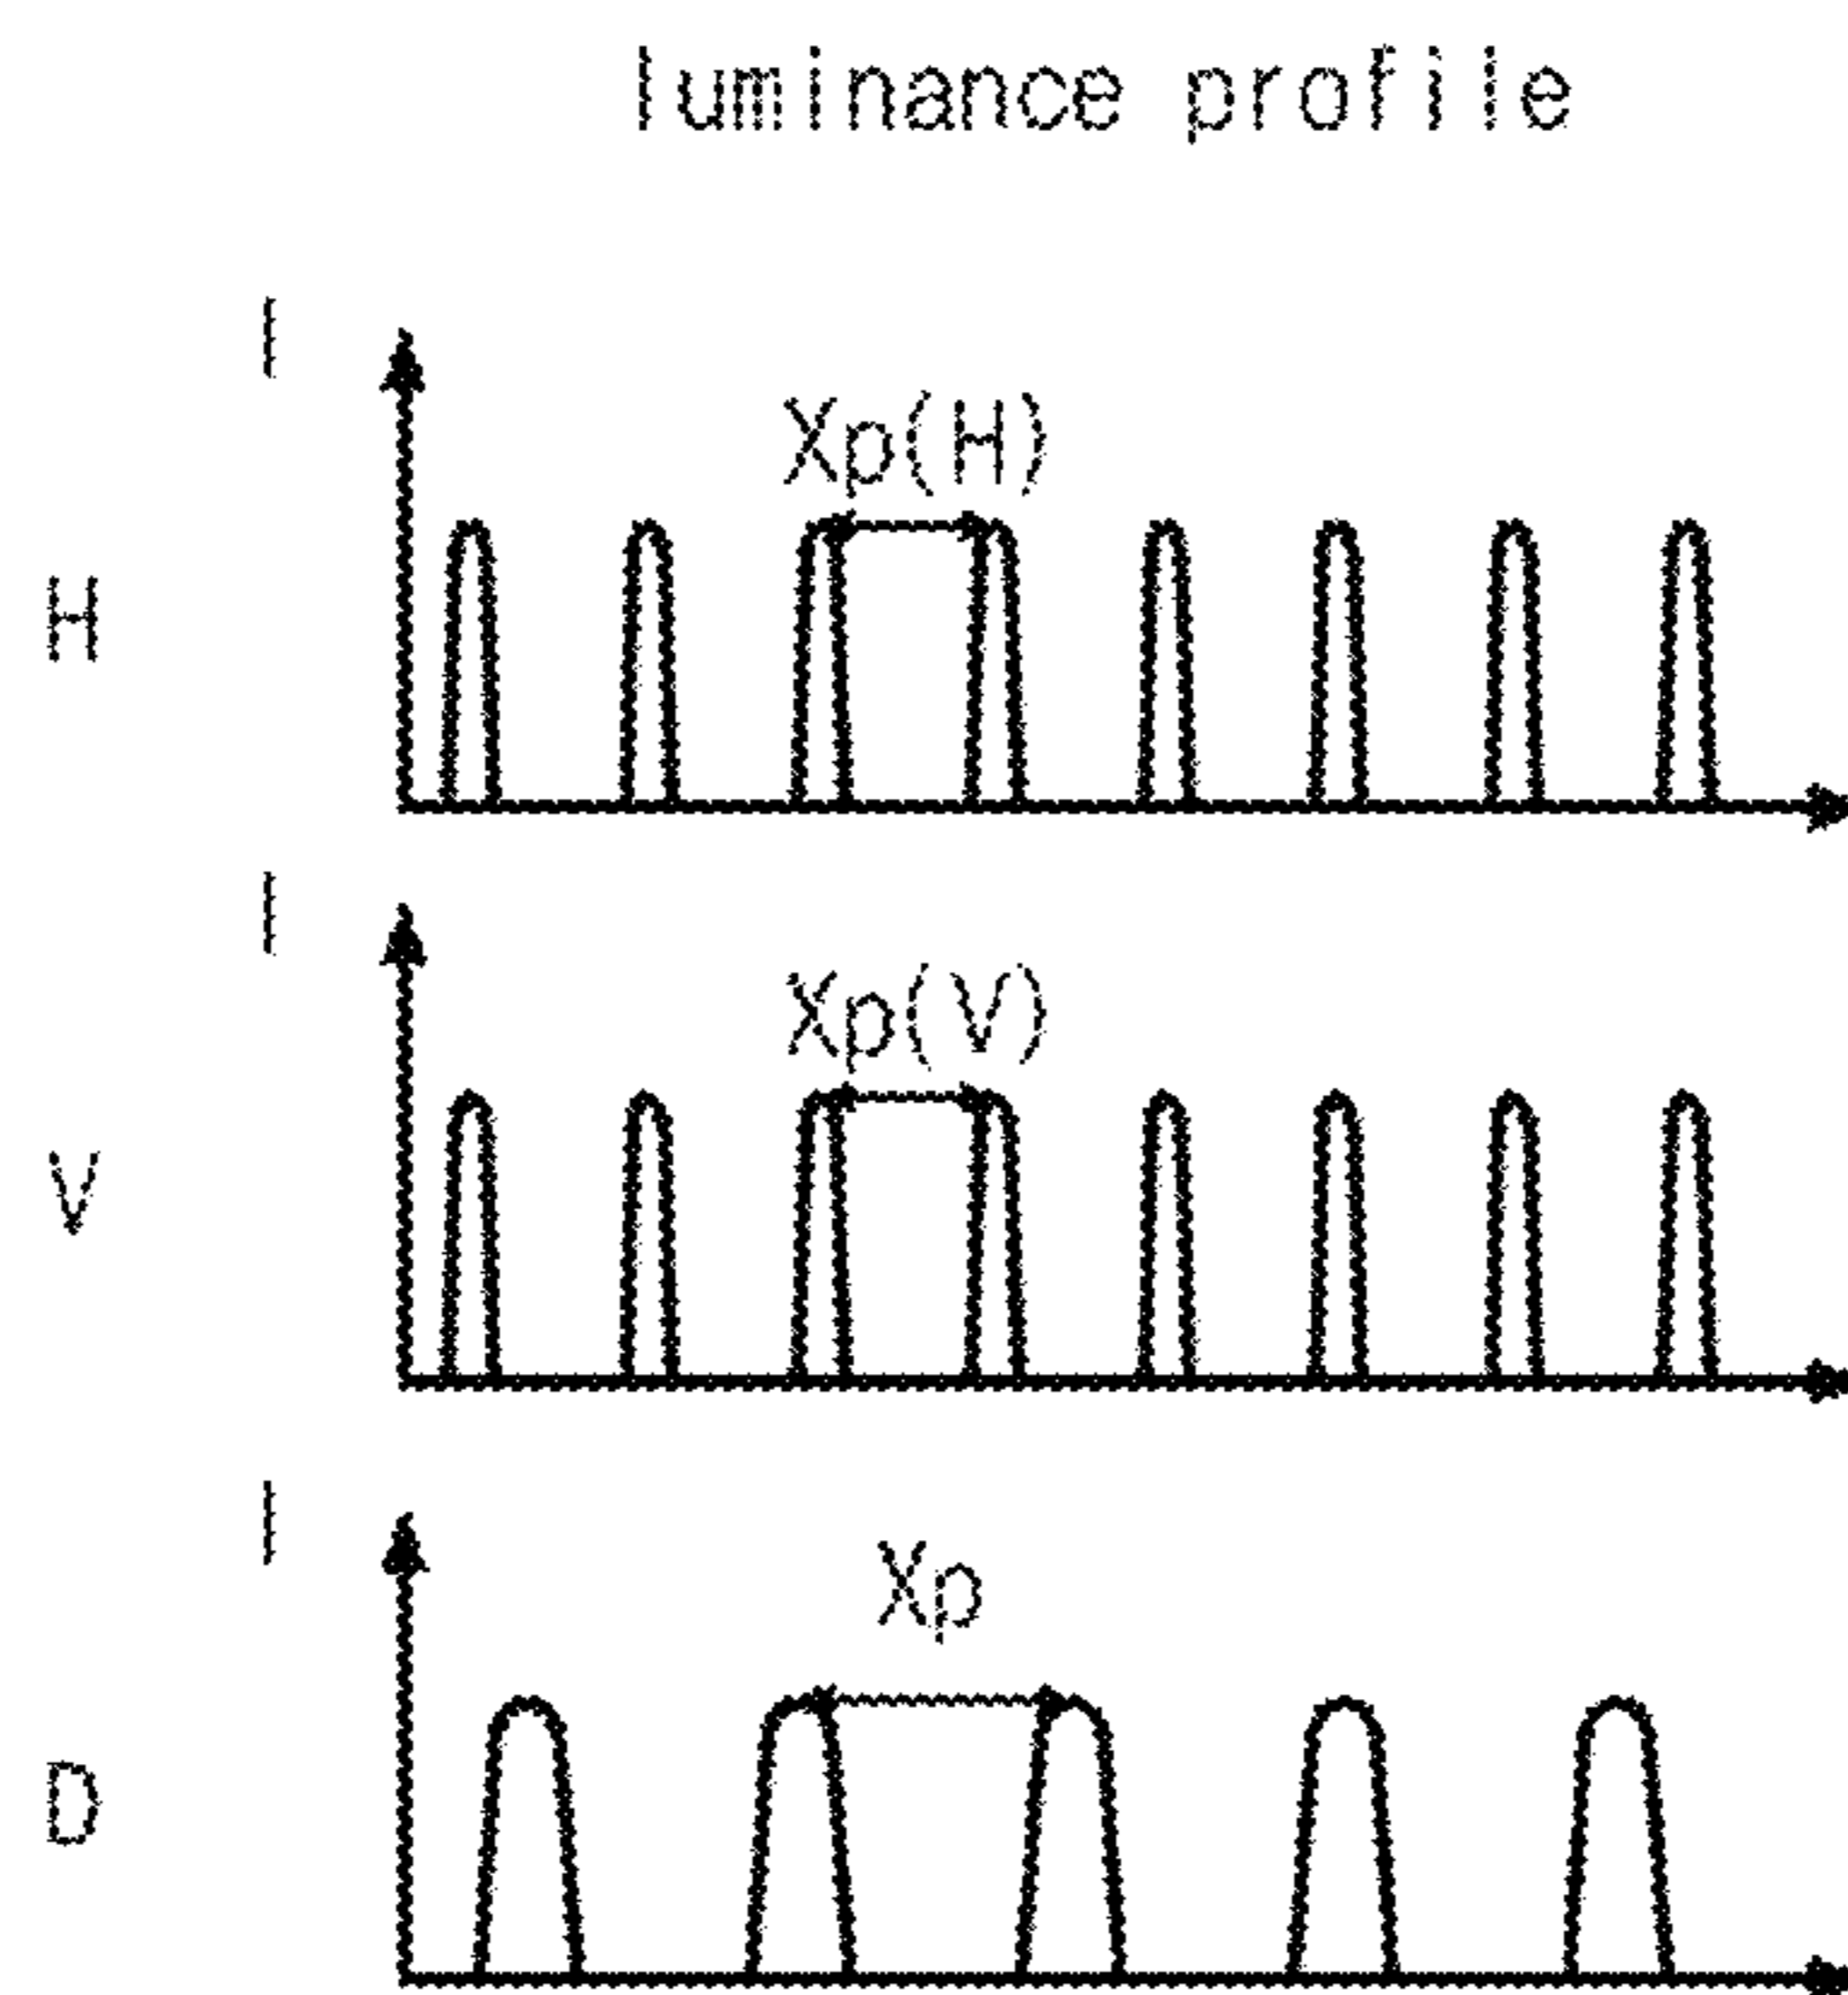 luminance profile
I
Xp(H)
H
I
Xp(V)
V
I
Xp
D